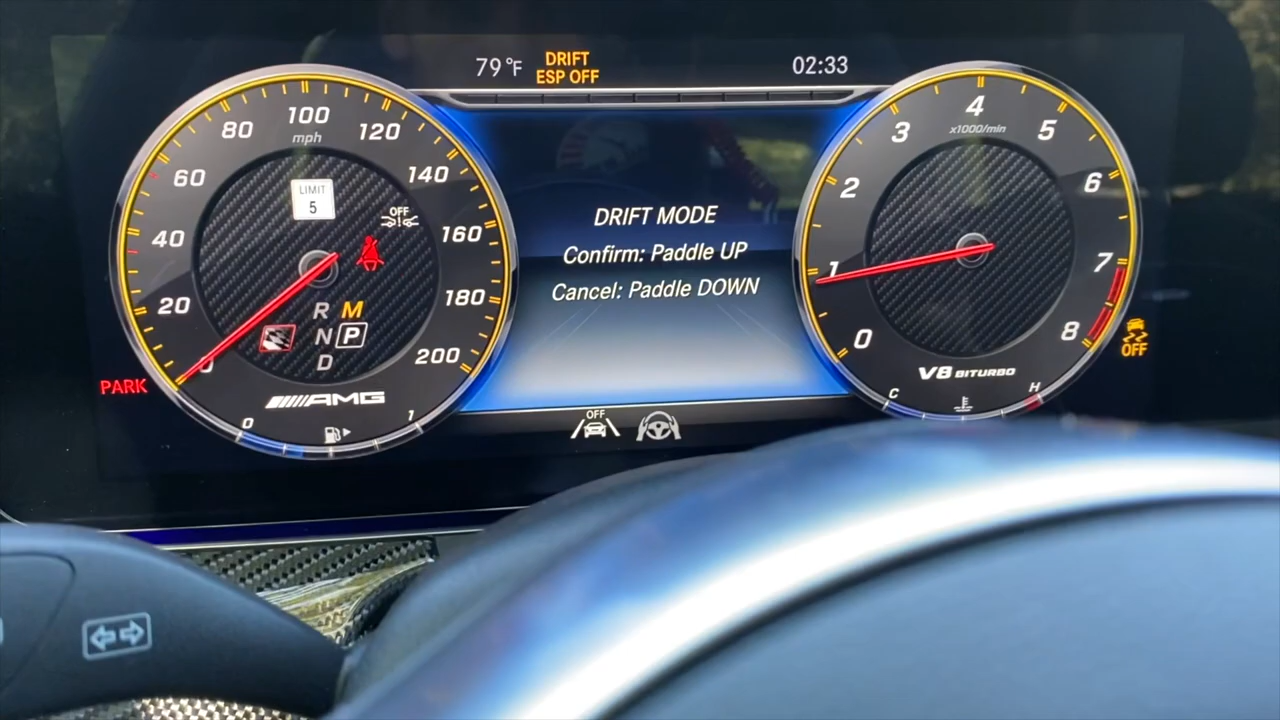 79°F
DRIFT
ESP OFF
02:33
100
mph
80
120
60
140
40
160
20
180
0
200
LIMIT
5
OFF
R M
N P
D
PARK
AMG
0
1
DRIFT MODE
Confirm: Paddle UP
Cancel: Paddle DOWN
OFF
4
x1000/min
3
5
2
6
1
7
0
8
V8 BITURBO
C
H
OFF